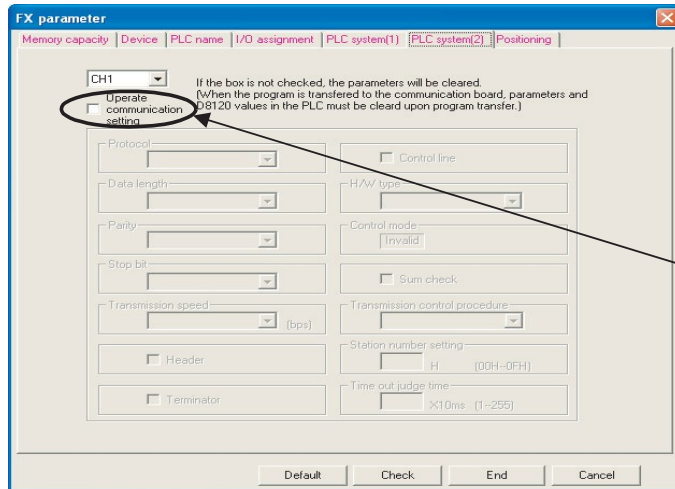 FX parameter
Memory capacity Device PLC name I/O assignment PLC system(1) PLC system(2) Positioning
CH1
If the box is not checked, the parameters will be cleared.
(When the program is transfered to the communication board, parameters and
D8120 values in the PLC must be cleard upon program transfer.)
Operate
communication
setting
Protocol
Control line
Data length
H/W type
Parity
Control mode
Invalid
Stop bit
Sum check
Transmission speed
(bps)
Transmission control procedure
Header
Station number setting
H (00H--0FH)
Terminator
Time out judge time
X10ms (1--255)
Default Check End Cancel